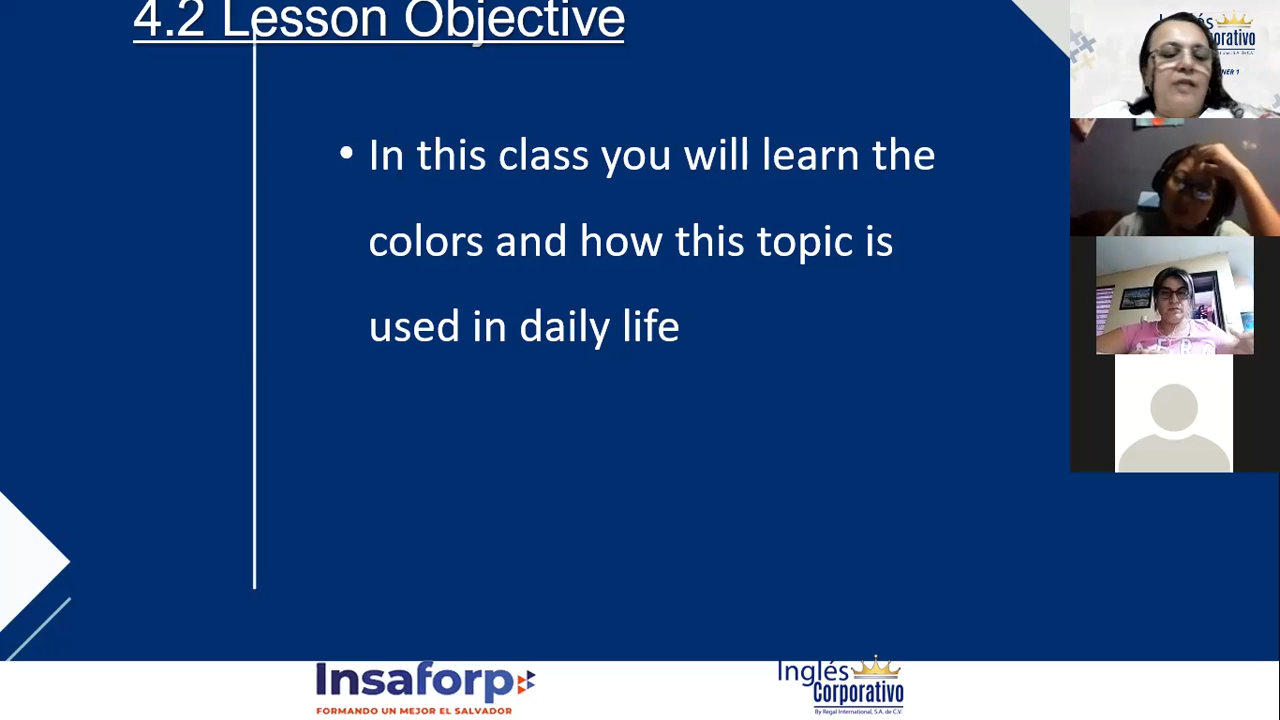 4.2 Lesson Objective
• In this class you will learn the
colors and how this topic is
used in daily life
Insaforp
FORMANDO UN MEJOR EL SALVADOR
Inglés
Corporativo
By Regal International, S.A. de C.V.